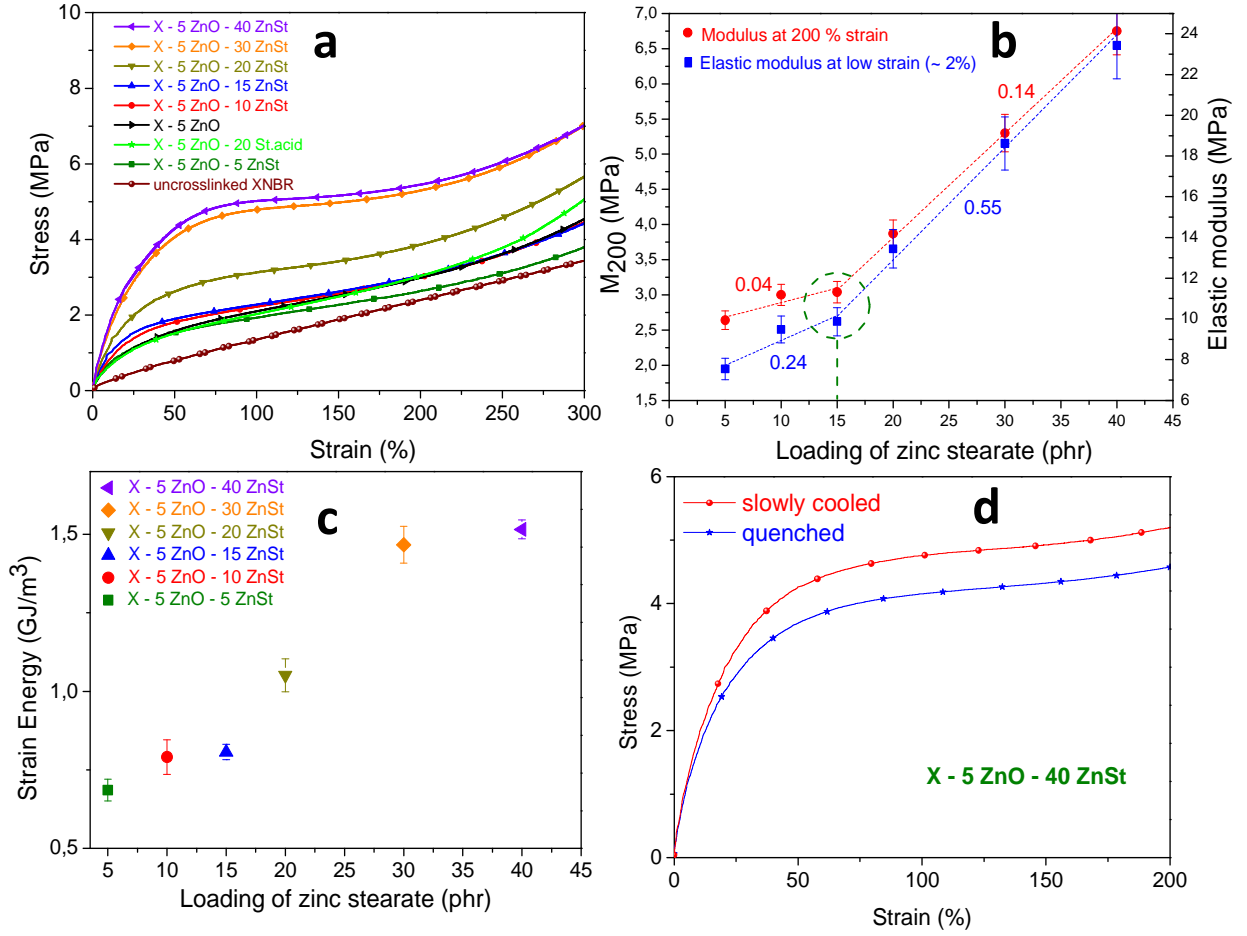 a
X - 5 ZnO - 40 ZnSt
X - 5 ZnO - 30 ZnSt
X - 5 ZnO - 20 ZnSt
X - 5 ZnO - 15 ZnSt
X - 5 ZnO - 10 ZnSt
X - 5 ZnO
X - 5 ZnO - 20 St.acid
X - 5 ZnO - 5 ZnSt
uncrosslinked XNBR
Stress (MPa)
10
8
6
4
2
0
0 50 100 150 200 250 300
Strain (%)
b
Modulus at 200 % strain
Elastic modulus at low strain (~ 2%)
M200 (MPa)
7,0
6,5
6,0
5,5
5,0
4,5
4,0
3,5
3,0
2,5
2,0
1,5
0.14
0.55
0.04
0.24
Elastic modulus (MPa)
24
22
20
18
16
14
12
10
8
6
0 5 10 15 20 25 30 35 40 45
Loading of zinc stearate (phr)
c
X - 5 ZnO - 40 ZnSt
X - 5 ZnO - 30 ZnSt
X - 5 ZnO - 20 ZnSt
X - 5 ZnO - 15 ZnSt
X - 5 ZnO - 10 ZnSt
X - 5 ZnO - 5 ZnSt
Strain Energy (GJ/m³)
1,5
1,0
0,5
5 10 15 20 25 30 35 40 45
Loading of zinc stearate (phr)
d
slowly cooled
quenched
Stress (MPa)
6
4
2
0
X - 5 ZnO - 40 ZnSt
0 50 100 150 200
Strain (%)